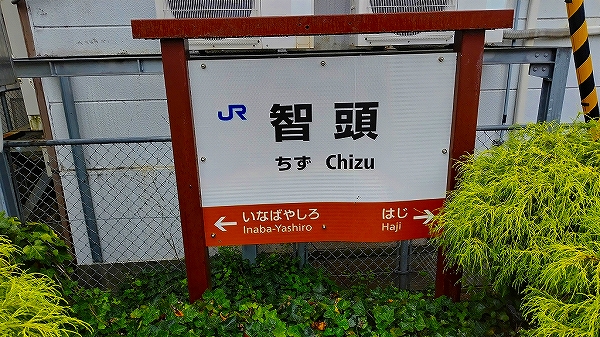 JR 智頭
ちず Chizu
← いなばやしろ はじ →
Inaba-Yashiro Haji